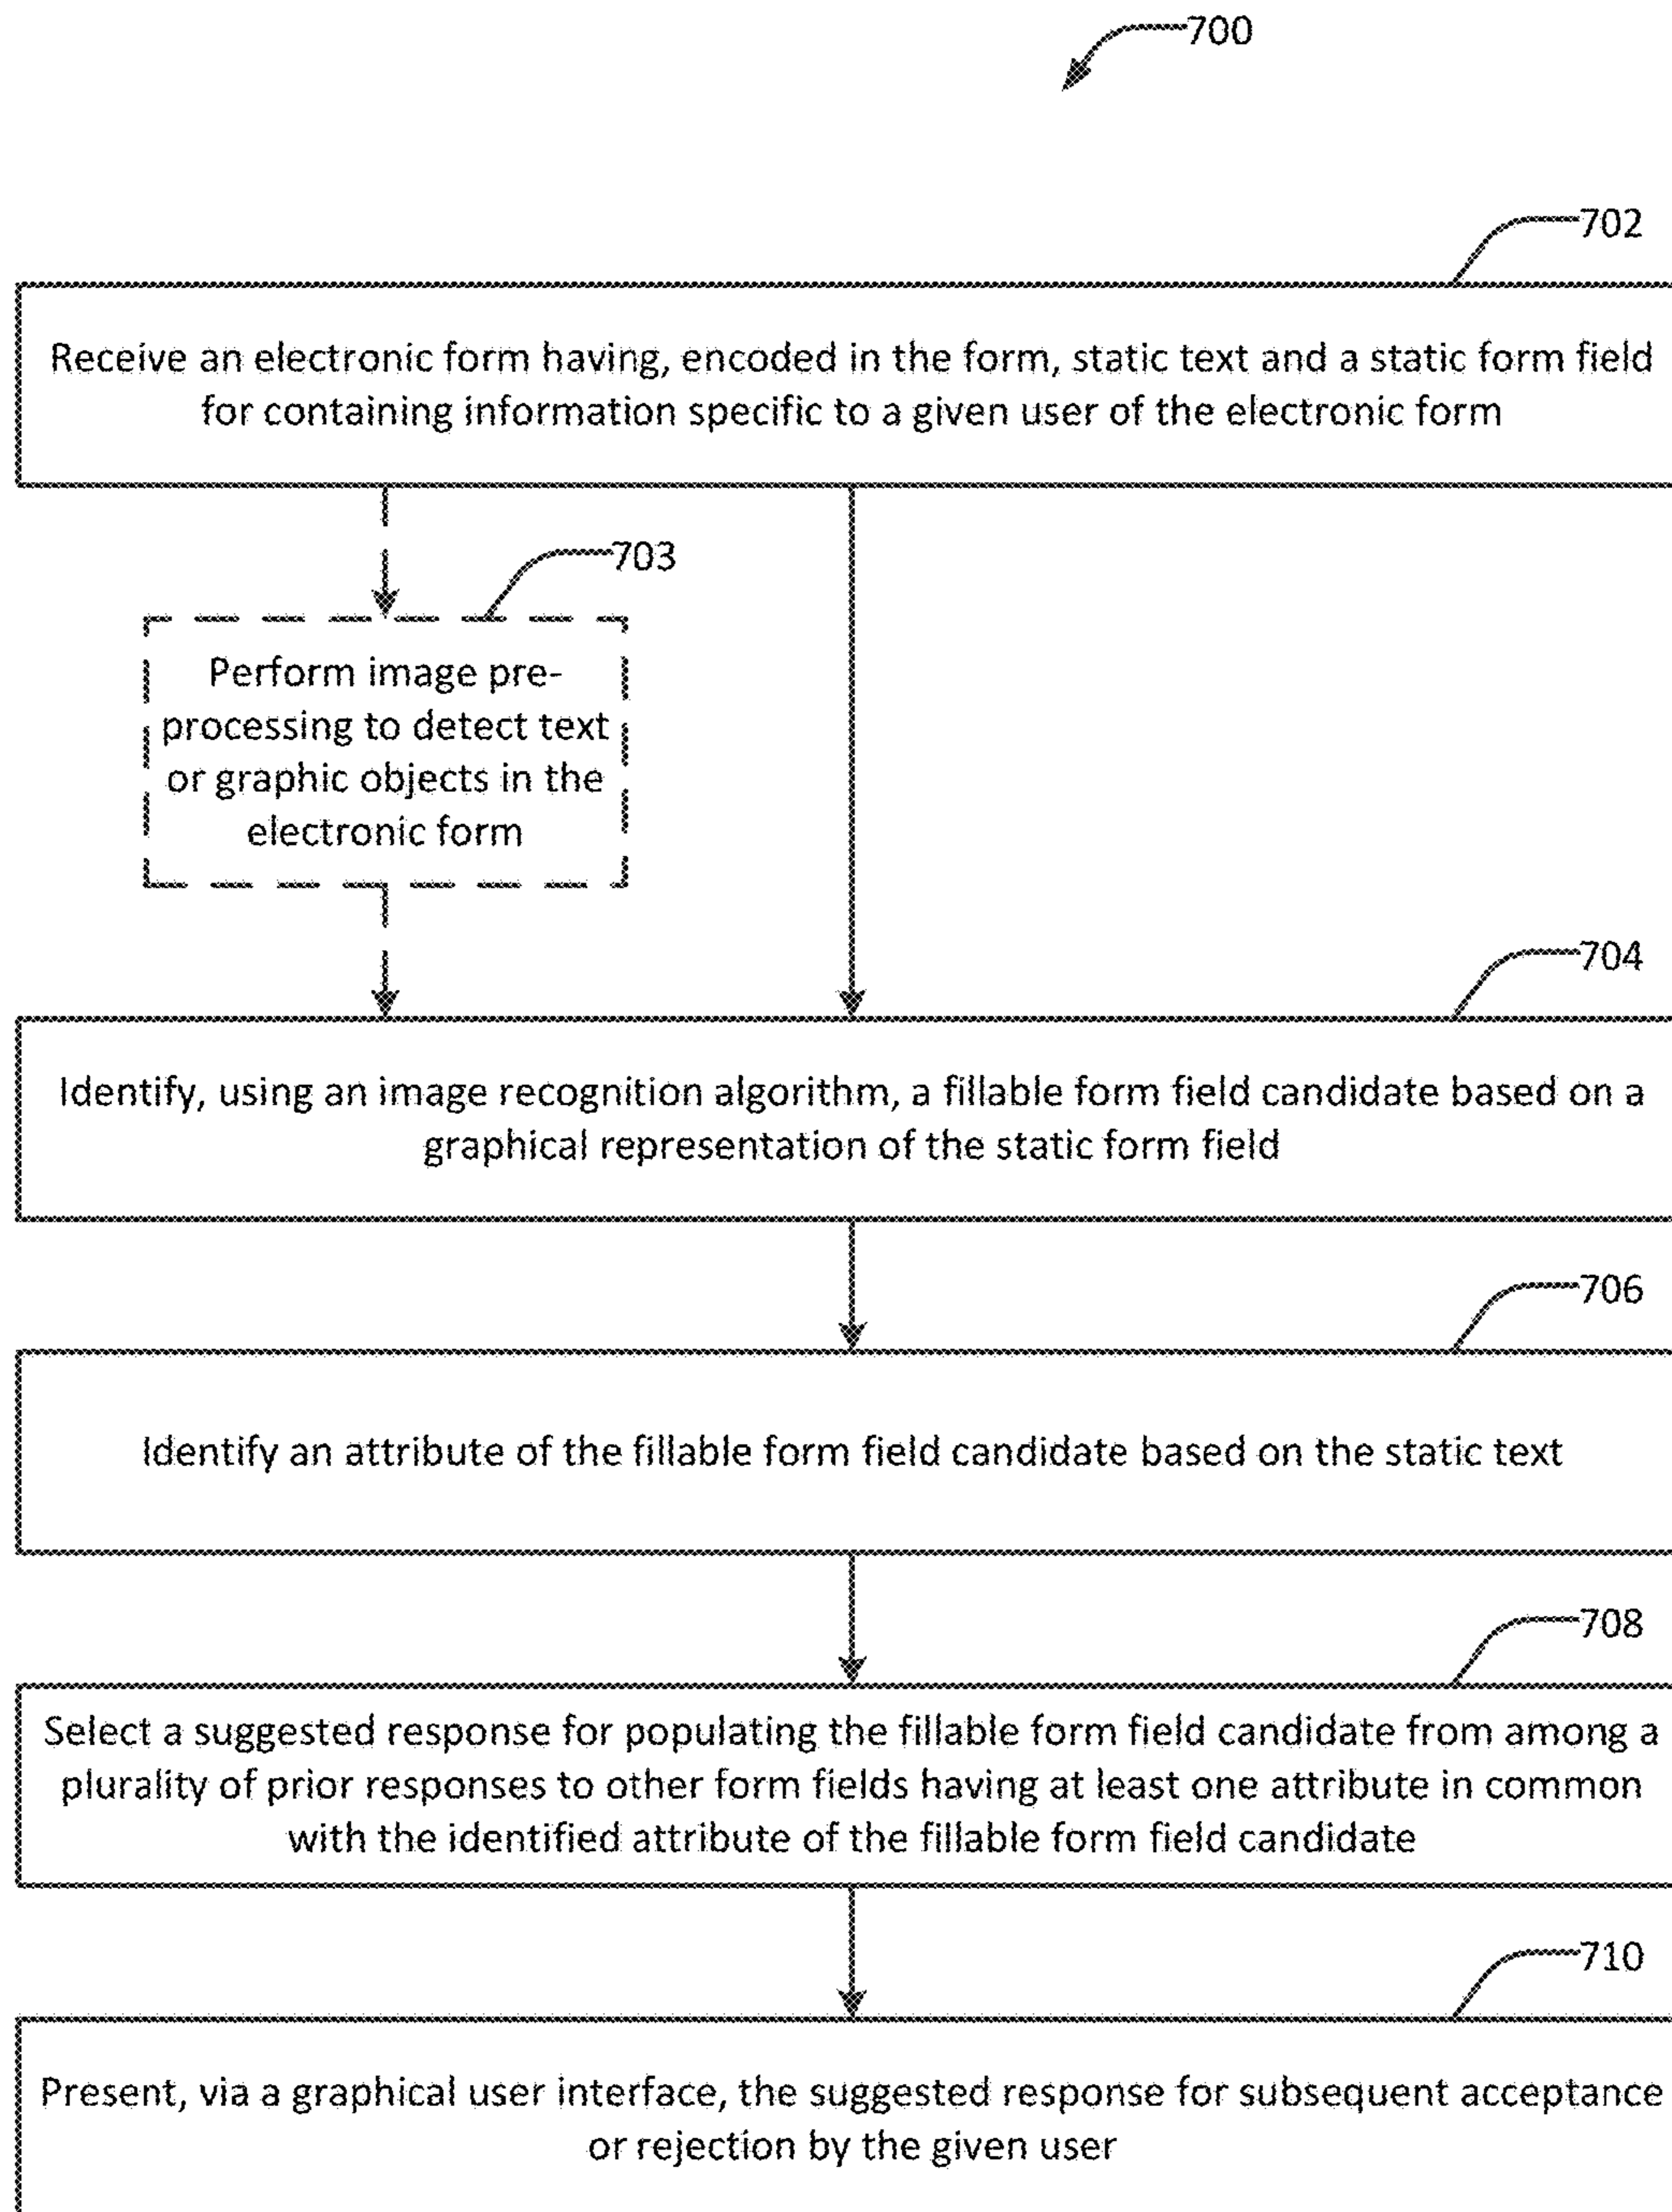 700
702
Receive an electronic form having, encoded in the form, static text and a static form field
for containing information specific to a given user of the electronic form
703
Perform image pre-
processing to detect text
or graphic objects in the
electronic form
704
Identify, using an image recognition algorithm, a fillable form field candidate based on a
graphical representation of the static form field
706
Identify an attribute of the fillable form field candidate based on the static text
708
Select a suggested response for populating the fillable form field candidate from among a
plurality of prior responses to other form fields having at least one attribute in common
with the identified attribute of the fillable form field candidate
710
Present, via a graphical user interface, the suggested response for subsequent acceptance
or rejection by the given user